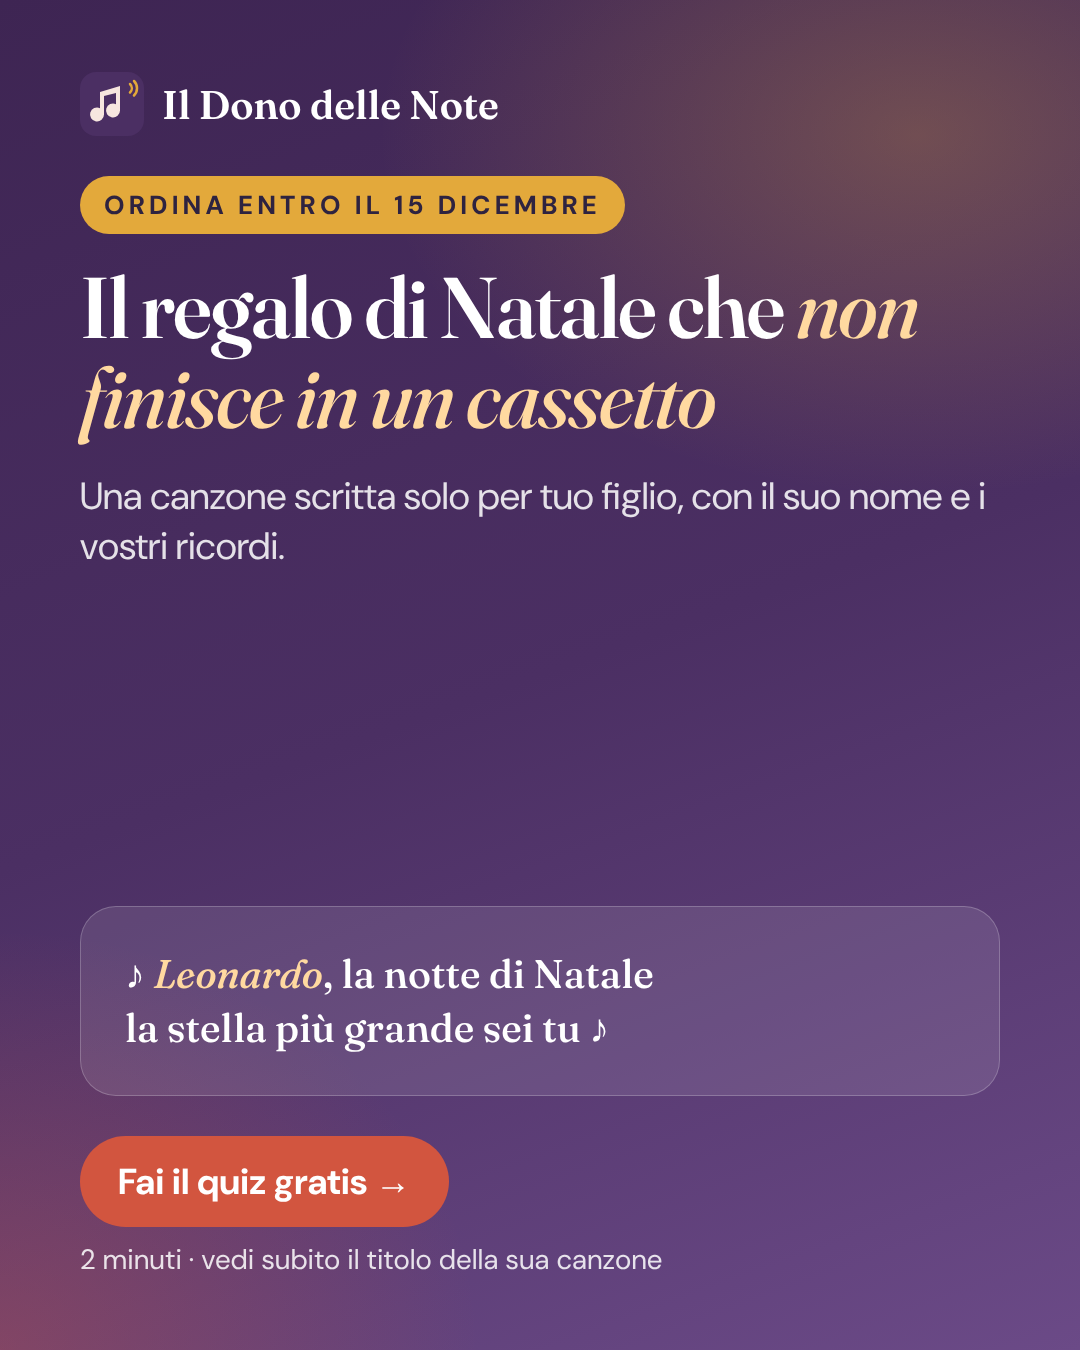 Il Dono delle Note
ORDINA ENTRO IL 15 DICEMBRE
Il regalo di Natale che non
finisce in un cassetto
Una canzone scritta solo per tuo figlio, con il suo nome e i
vostri ricordi.
♪ Leonardo, la notte di Natale
la stella più grande sei tu ♪
Fai il quiz gratis →
2 minuti · vedi subito il titolo della sua canzone